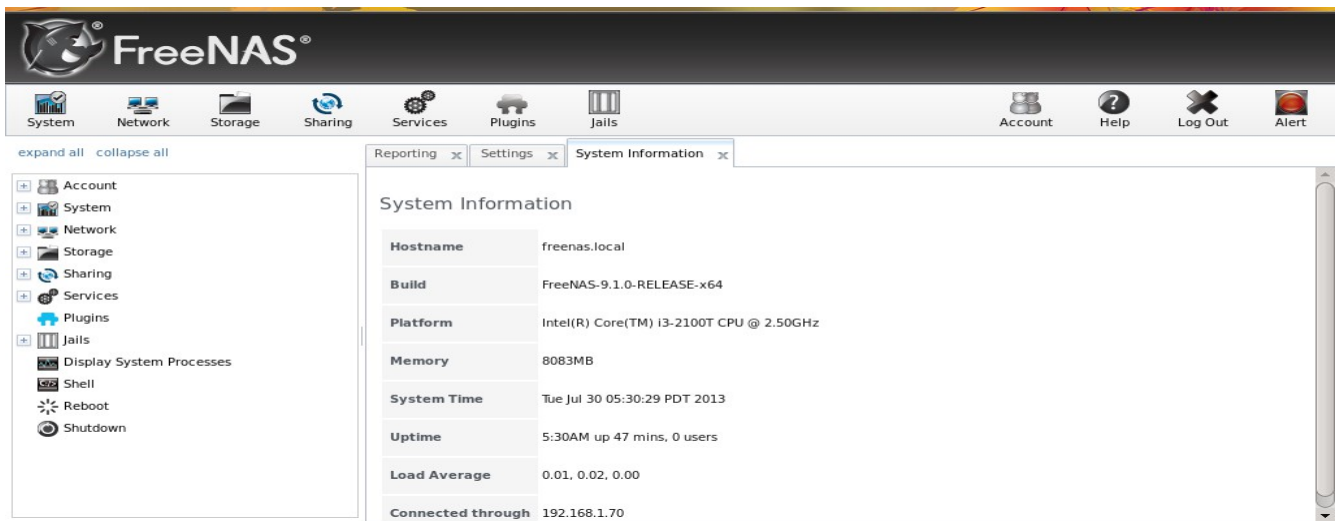 FreeNAS®
System Network Storage Sharing Services Plugins Jails Account Help Log Out Alert
expand all collapse all
Reporting x Settings x System Information x
Account
System
Network
Storage
Sharing
Services
Plugins
Jails
Display System Processes
Shell
Reboot
Shutdown
System Information
Hostname freenas.local
Build FreeNAS-9.1.0-RELEASE-x64
Platform Intel(R) Core(TM) i3-2100T CPU @ 2.50GHz
Memory 8083MB
System Time Tue Jul 30 05:30:29 PDT 2013
Uptime 5:30AM up 47 mins, 0 users
Load Average 0.01, 0.02, 0.00
Connected through 192.168.1.70